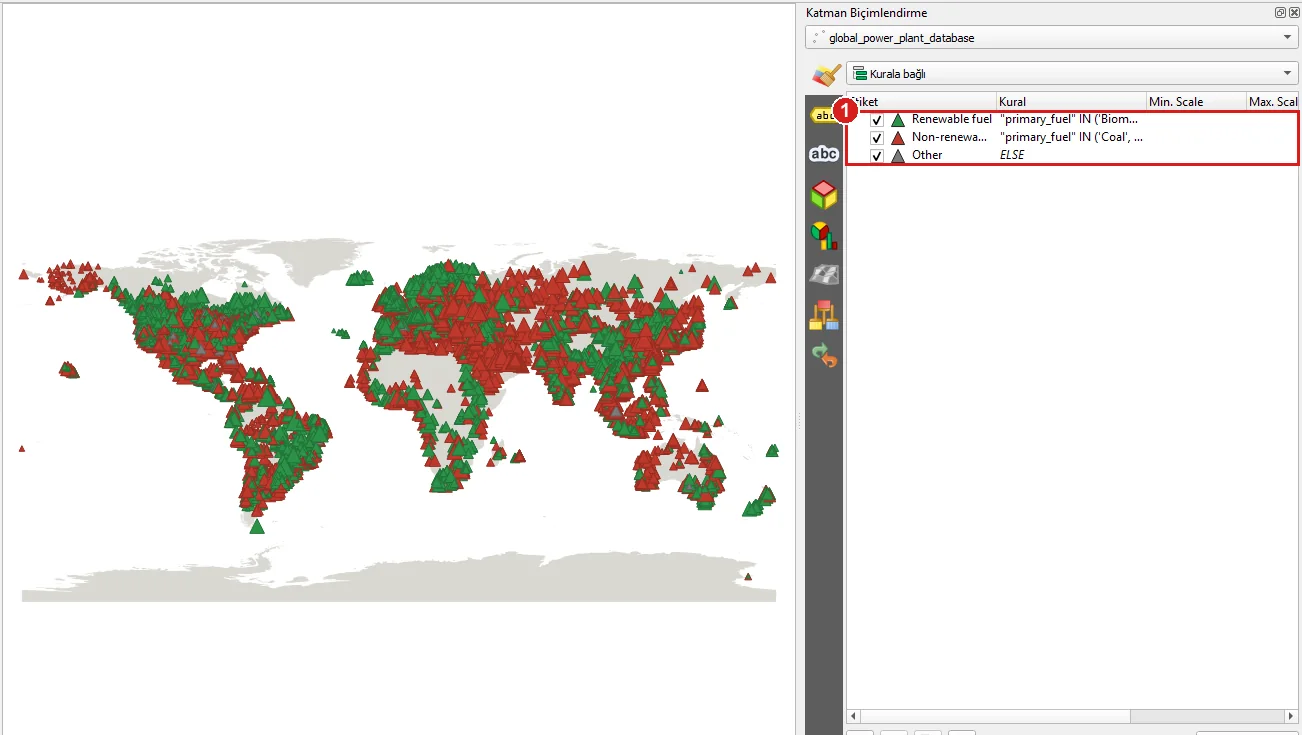 Katman Biçimlendirme
global_power_plant_database
Kurala bağlı
Kural Min. Scale Max. Scal
1
abc
Renewable fuel "primary_fuel" IN ('Biom...
Non-renewa... "primary_fuel" IN ('Coal', ...
abc
Other ELSE